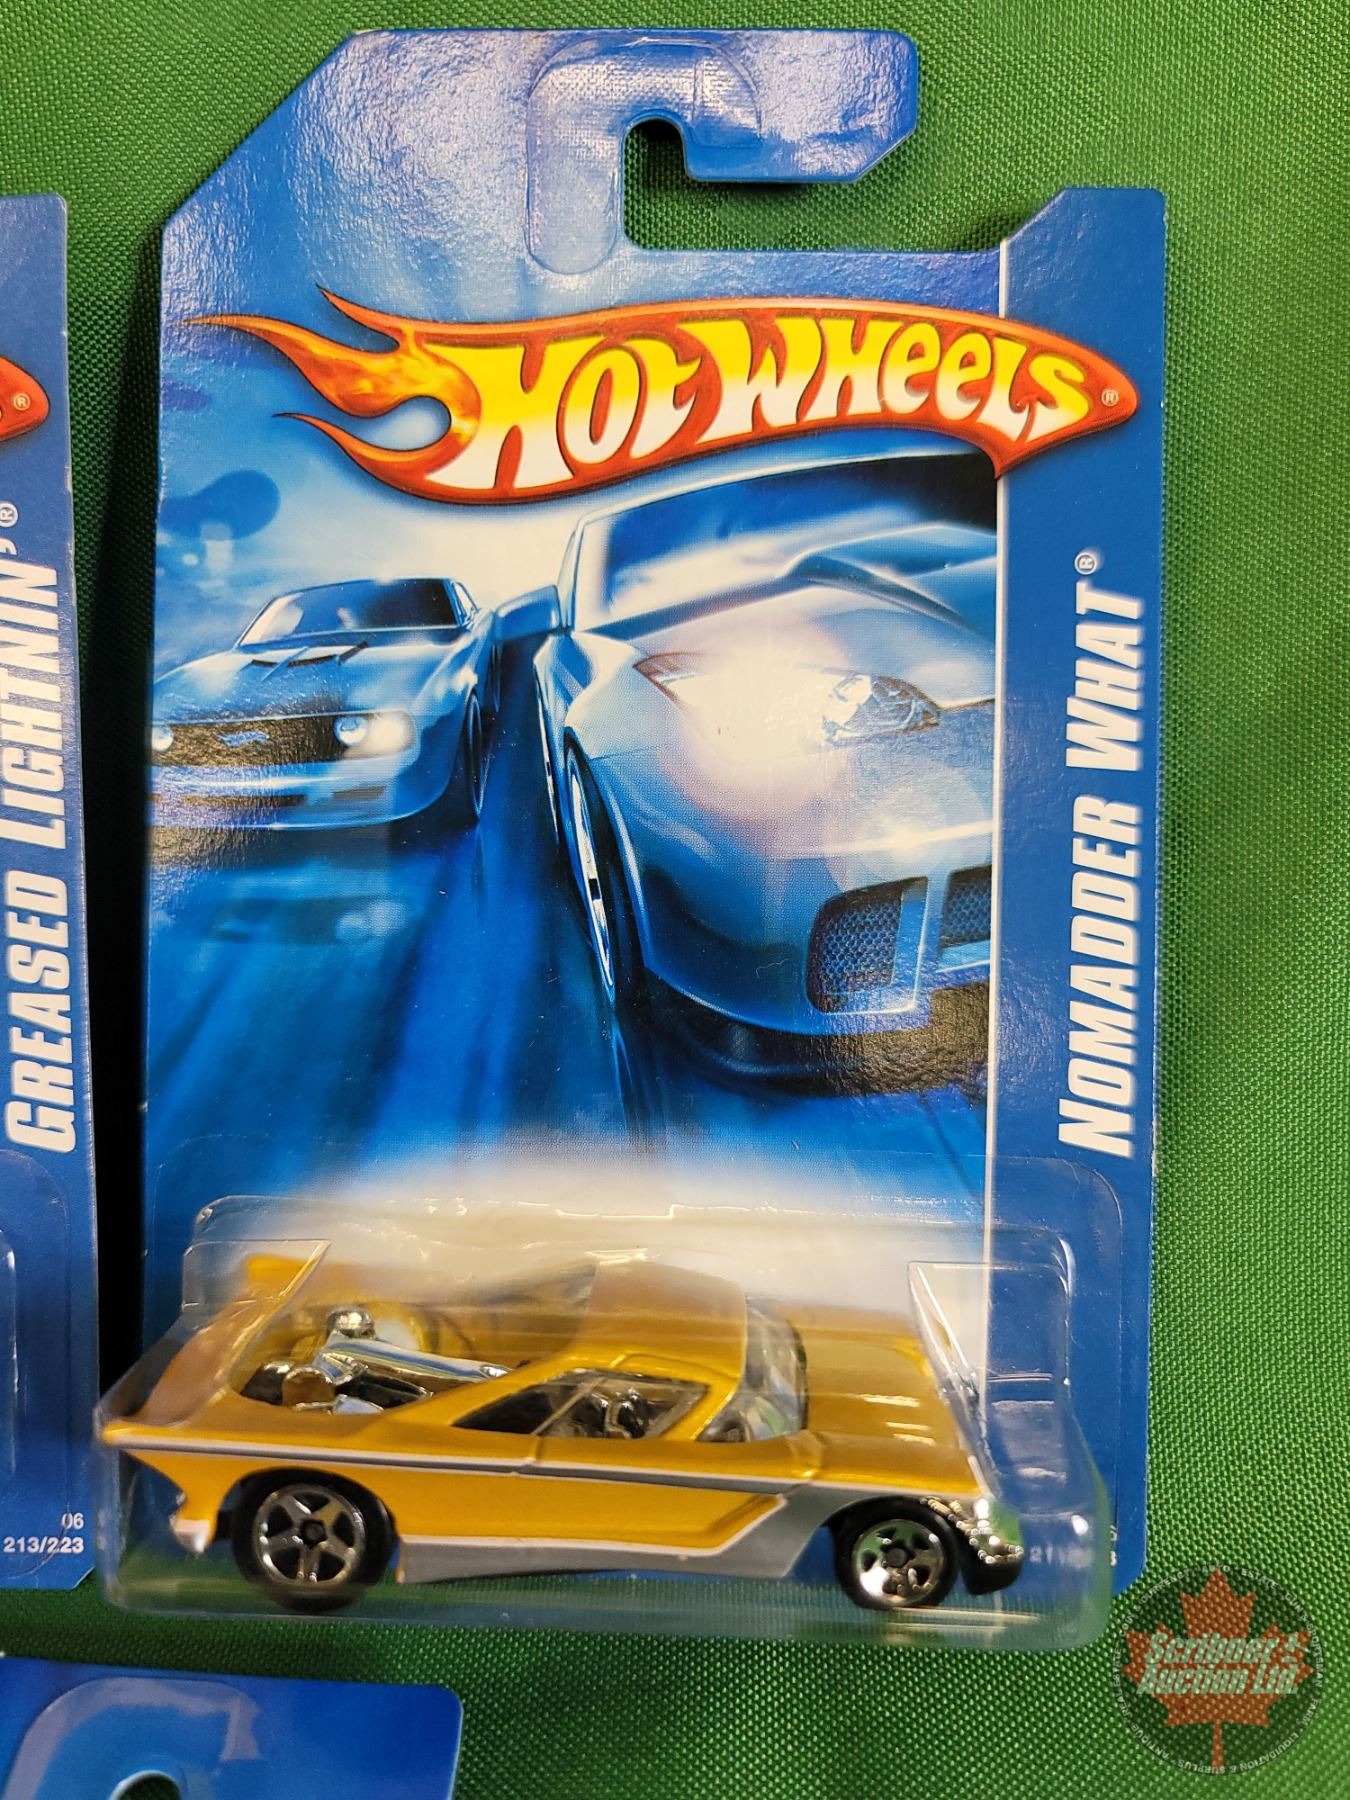 HOT WHEELS®
NOMADDER WHAT®
GREASED LIGHTNIN'®
06
213/223
Scribner
Auction Ltd.